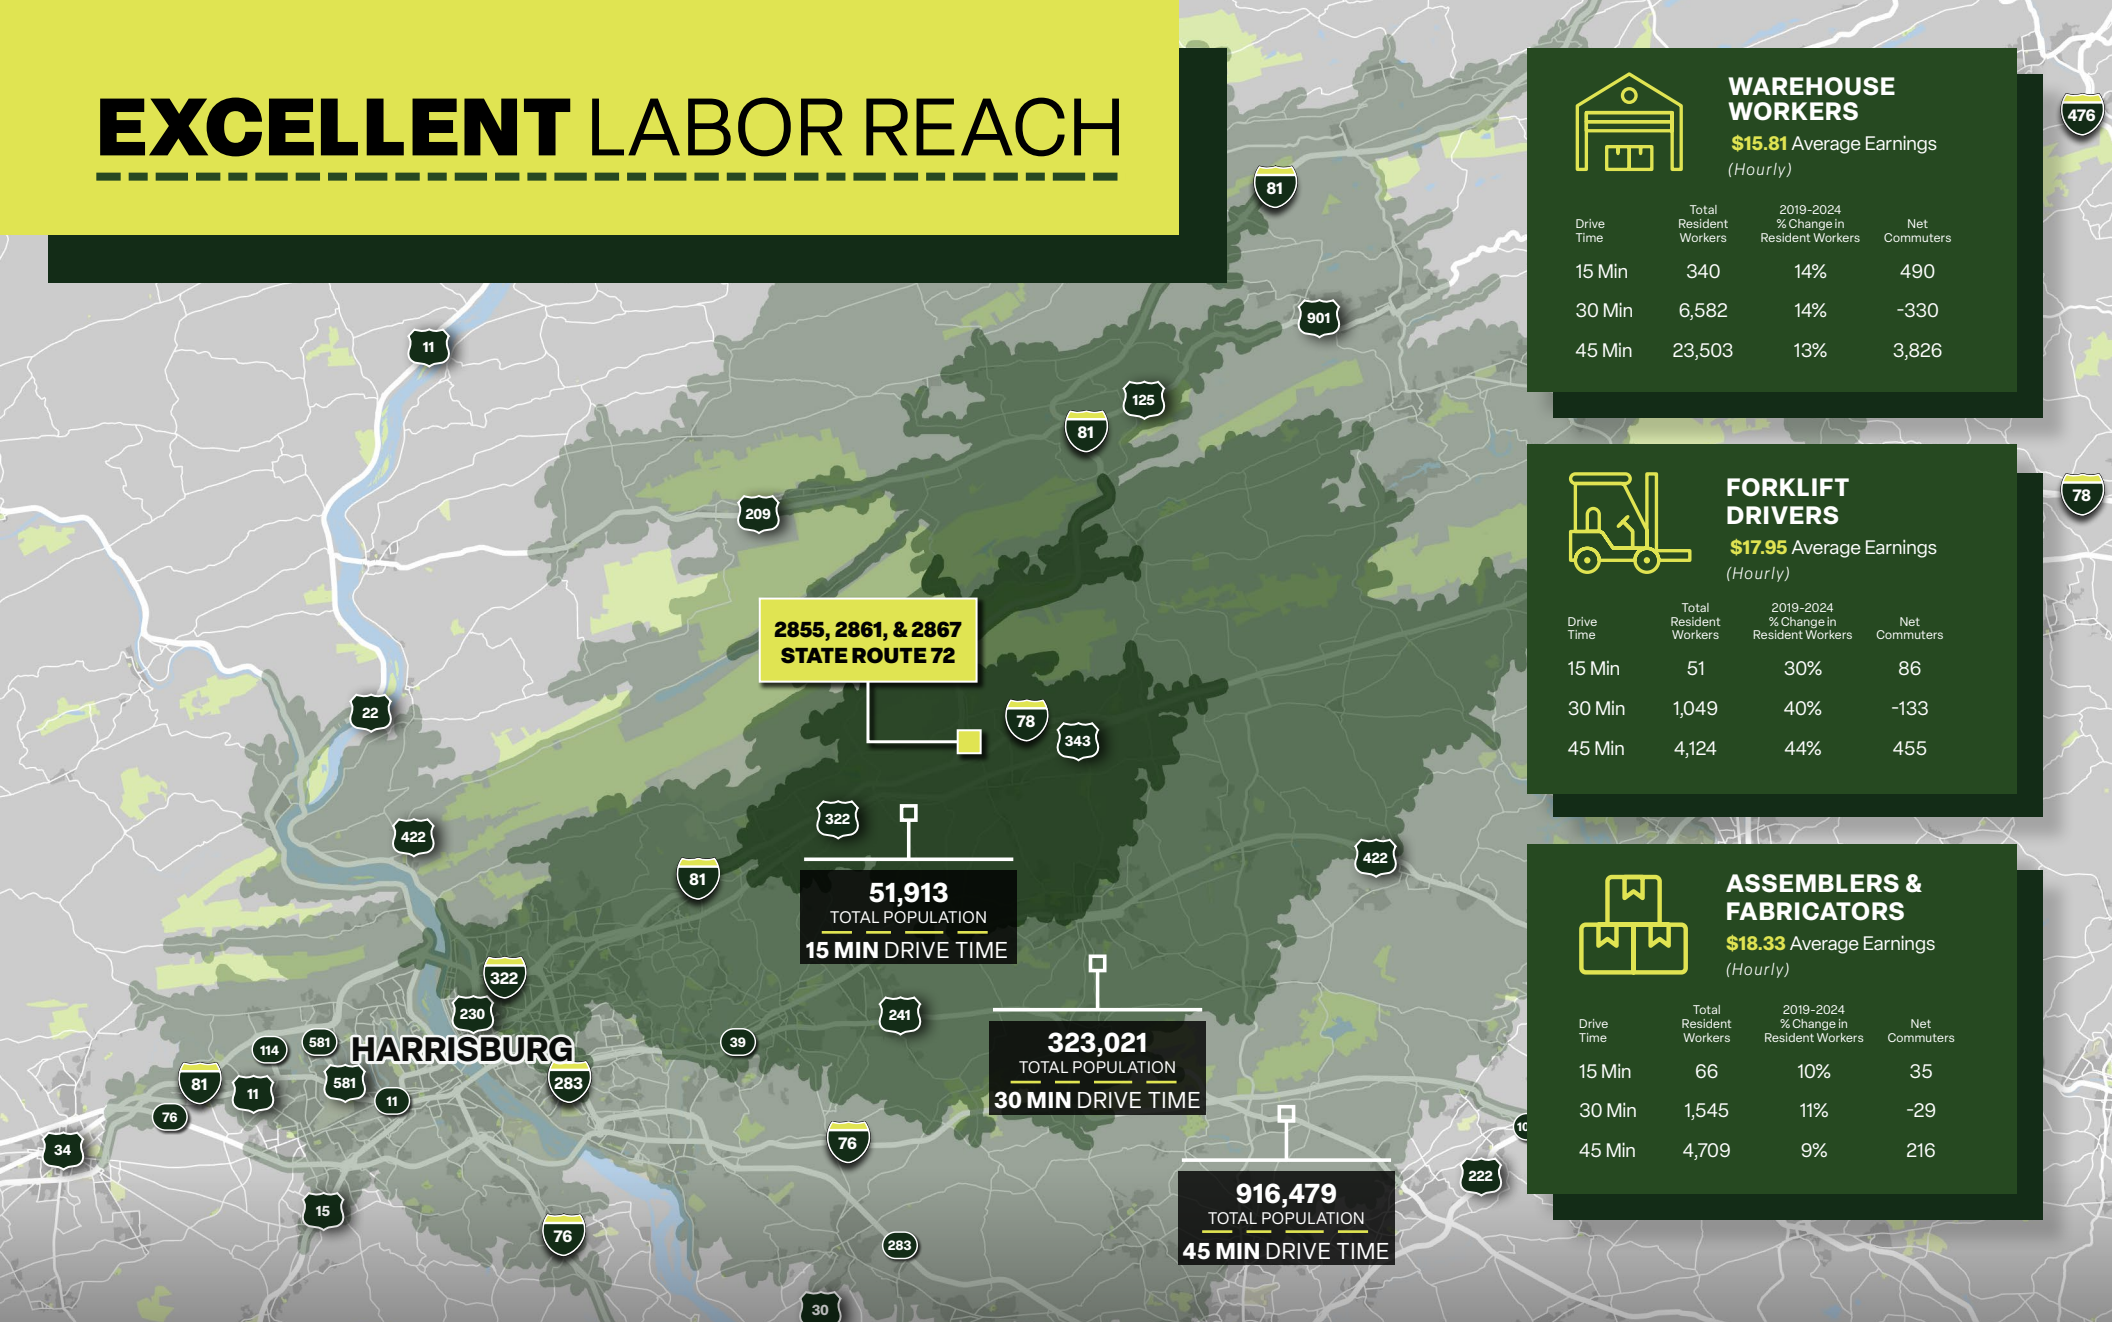 EXCELLENT LABOR REACH
WAREHOUSE
WORKERS
$15.81 Average Earnings
(Hourly)
Drive Time | Total Resident Workers | 2019-2024 % Change in Resident Workers | Net Commuters
15 Min 340 14% 490
30 Min 6,582 14% -330
45 Min 23,503 13% 3,826
FORKLIFT
DRIVERS
$17.95 Average Earnings
(Hourly)
Drive Time | Total Resident Workers | 2019-2024 % Change in Resident Workers | Net Commuters
15 Min 51 30% 86
30 Min 1,049 40% -133
45 Min 4,124 44% 455
ASSEMBLERS &
FABRICATORS
$18.33 Average Earnings
(Hourly)
Drive Time | Total Resident Workers | 2019-2024 % Change in Resident Workers | Net Commuters
15 Min 66 10% 35
30 Min 1,545 11% -29
45 Min 4,709 9% 216
2855, 2861, & 2867
STATE ROUTE 72
51,913
TOTAL POPULATION
15 MIN DRIVE TIME
323,021
TOTAL POPULATION
30 MIN DRIVE TIME
916,479
TOTAL POPULATION
45 MIN DRIVE TIME
HARRISBURG
476
81
901
11
125
81
78
209
22
78
343
322
422
422
81
322
230
241
39
581
114
81
11
581
11
283
76
76
34
222
15
76
283
30